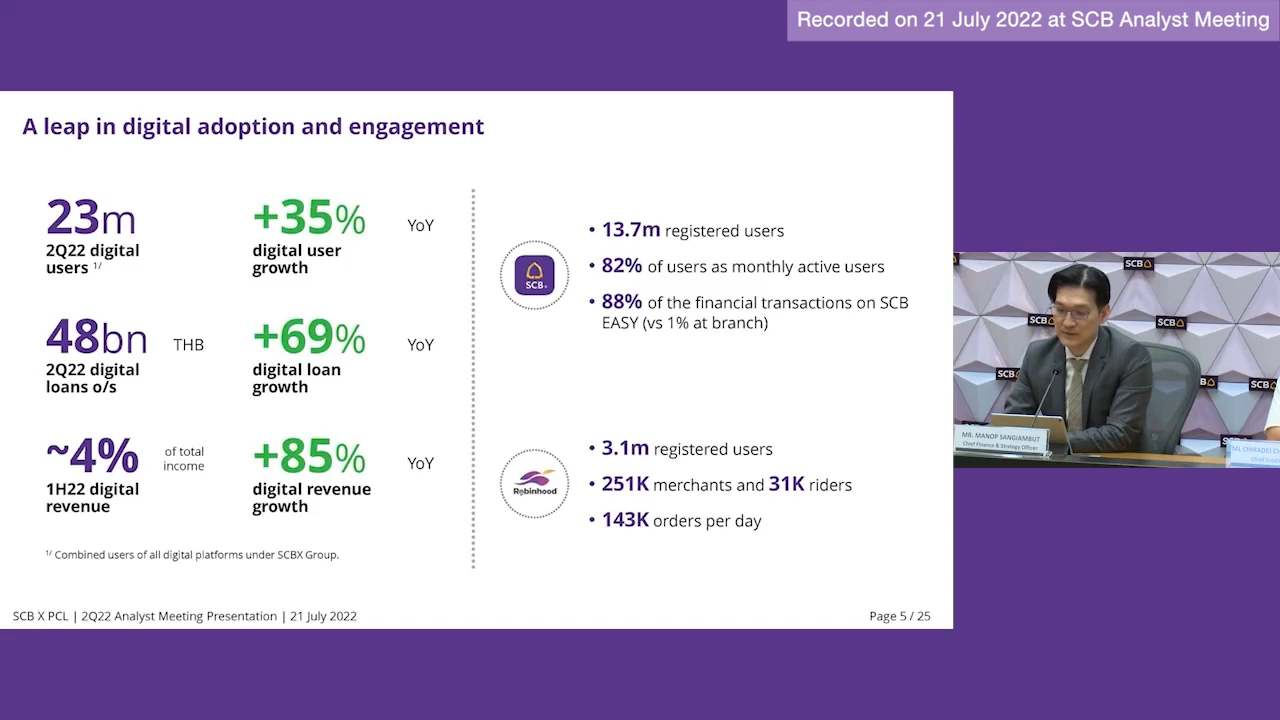 Recorded on 21 July 2022 at SCB Analyst Meeting
A leap in digital adoption and engagement
23m
2Q22 digital
users 1/
+35%
digital user
growth
YoY
48bn THB
2Q22 digital
loans o/s
+69%
digital loan
growth
YoY
~4%
of total
income
1H22 digital
revenue
+85%
digital revenue
growth
YoY
1/ Combined users of all digital platforms under SCBX Group.
SCB
• 13.7m registered users
• 82% of users as monthly active users
• 88% of the financial transactions on SCB
EASY (vs 1% at branch)
Robinhood
• 3.1m registered users
• 251K merchants and 31K riders
• 143K orders per day
SCB X PCL | 2Q22 Analyst Meeting Presentation | 21 July 2022
Page 5 / 25
SCB
SCB
SCB
SCB
SCB
MR. MANOP SANGIAMBUT
Chief Finance & Strategy Officer